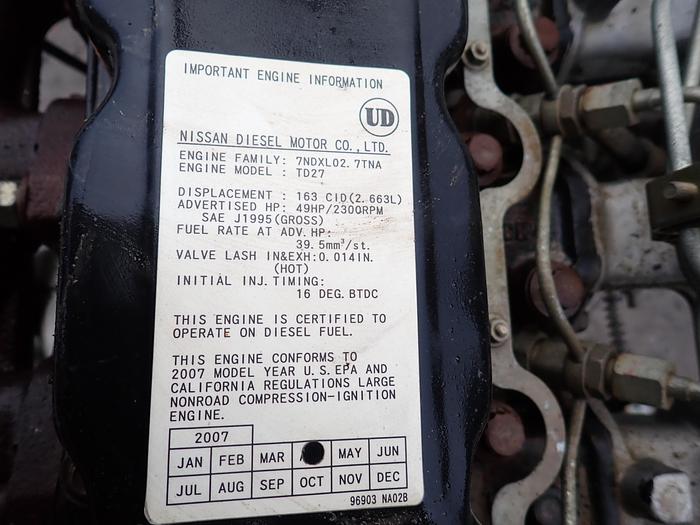 IMPORTANT ENGINE INFORMATION
UD
NISSAN DIESEL MOTOR CO.,LTD.
ENGINE FAMILY: 7NDXL02.7TNA
ENGINE MODEL : TD27
DISPLACEMENT : 163 CID(2.663L)
ADVERTISED HP: 49HP/2300RPM
SAE J1995(GROSS)
FUEL RATE AT ADV.HP:
39.5mm³/st.
VALVE LASH IN&EXH:0.014IN.
(HOT)
INITIAL INJ.TIMING:
16 DEG.BTDC
THIS ENGINE IS CERTIFIED TO
OPERATE ON DIESEL FUEL.
THIS ENGINE CONFORMS TO
2007 MODEL YEAR U.S.EPA AND
CALIFORNIA REGULATIONS LARGE
NONROAD COMPRESSION-IGNITION
ENGINE.
2007
JAN FEB MAR MAY JUN
JUL AUG SEP OCT NOV DEC
96903 NA02B